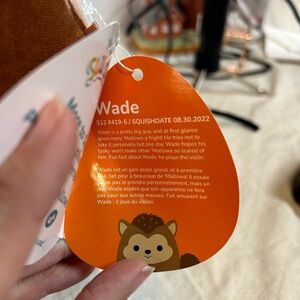 Wade
S12 #419-5 / SQUISHDATE 08.30.2022
Wade is a pretty big guy, and at first glance
gives many 'Mallows a fright! He tries not to
take it personally but one day Wade hopes his
looks won't make other 'Mallows so scared of
him. Fun fact about Wade; he plays the violin.
Wade est un gars assez grand, et à première
vue, fait peur à beaucoup de 'Mallows! Il essaie
de ne pas le prendre personnellement, mais un
jour Wade espère que son apparence ne fera
pas peur aux autres mauves. Fait amusant sur
Wade : il joue du violon.